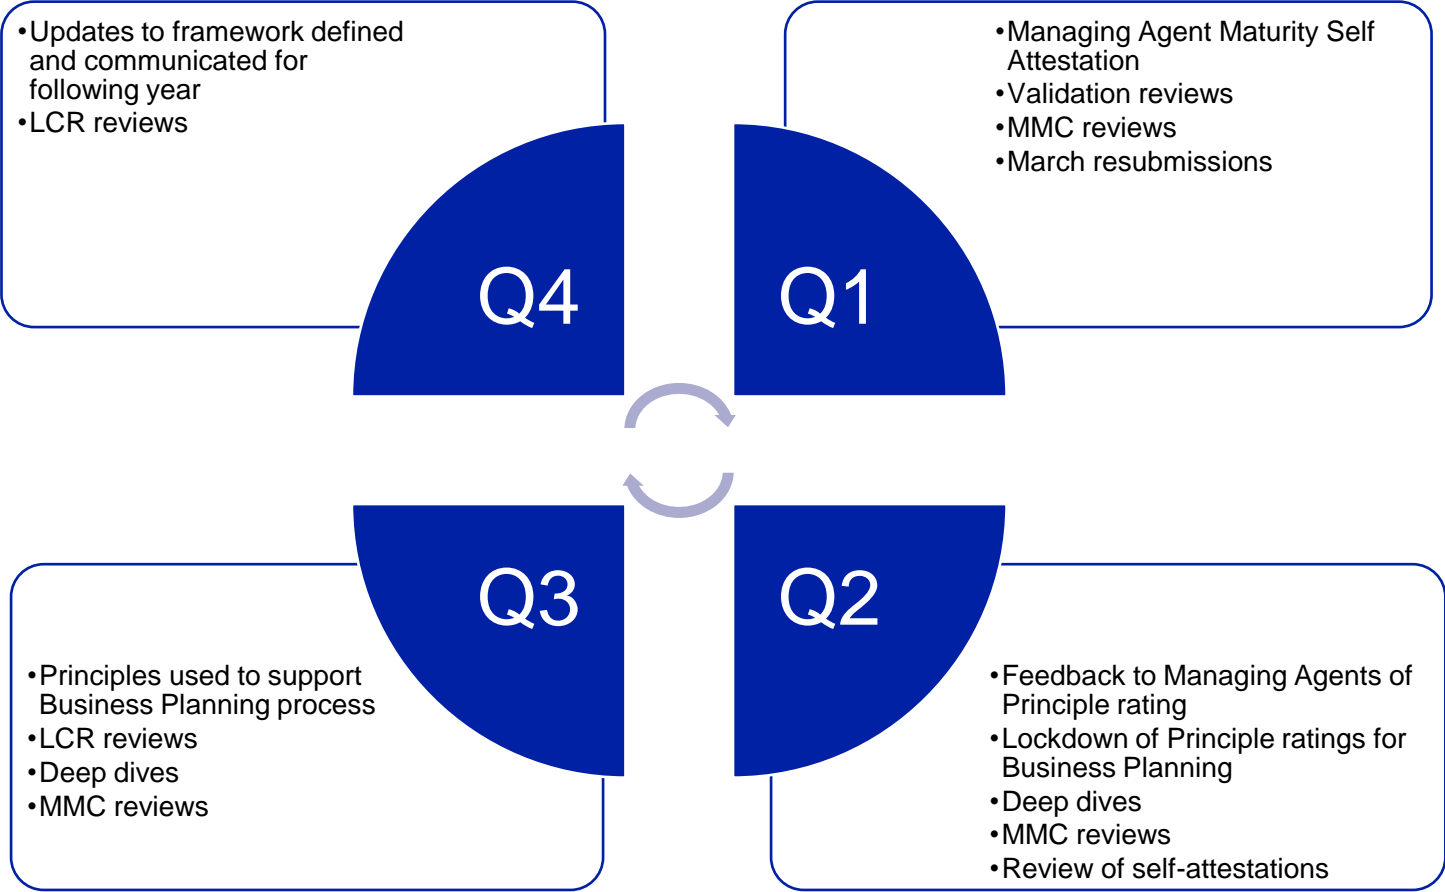 •Updates to framework defined
and communicated for
following year
•LCR reviews
Q4
•Managing Agent Maturity Self
Attestation
•Validation reviews
•MMC reviews
•March resubmissions
Q1
•Principles used to support
Business Planning process
•LCR reviews
•Deep dives
•MMC reviews
Q3
•Feedback to Managing Agents of
Principle rating
•Lockdown of Principle ratings for
Business Planning
•Deep dives
•MMC reviews
•Review of self-attestations
Q2